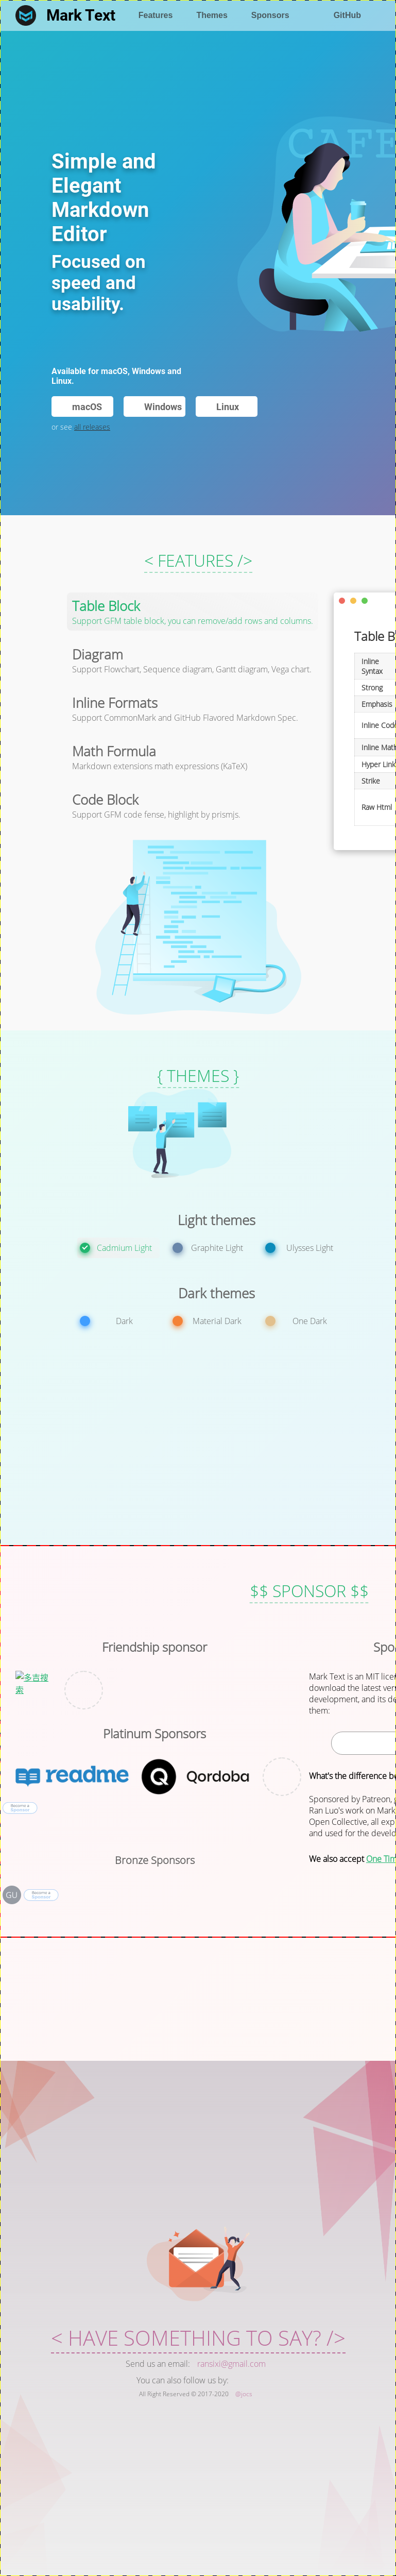 Mark Text
Features
Themes
Sponsors
GitHub
CAFE
Simple and
Elegant
Markdown
Editor
Focused on
speed and
usability.
Available for macOS, Windows and
Linux.
macOS
Windows
Linux
or see all releases
< FEATURES />
Table Block
Support GFM table block, you can remove/add rows and columns.
Diagram
Support Flowchart, Sequence diagram, Gantt diagram, Vega chart.
Inline Formats
Support CommonMark and GitHub Flavored Markdown Spec.
Math Formula
Markdown extensions math expressions (KaTeX)
Code Block
Support GFM code fense, highlight by prismjs.
Table B
Inline
Syntax
Strong
Emphasis
Inline Code
Inline Math
Hyper Link
Strike
Raw Html
{ THEMES }
Light themes
Cadmium Light
Graphite Light
Ulysses Light
Dark themes
Dark
Material Dark
One Dark
$$ SPONSOR $$
Friendship sponsor
多吉搜
索
Platinum Sponsors
readme
Qordoba
Become a
Sponsor
Bronze Sponsors
GU
Become a
Sponsor
Spo
Mark Text is an MIT licen
download the latest vers
development, and its de
them:
What's the difference be
Sponsored by Patreon,
Ran Luo's work on Mark
Open Collective, all exp
and used for the develo
We also accept One Tim
< HAVE SOMETHING TO SAY? />
Send us an email: ransixi@gmail.com
You can also follow us by:
All Right Reserved © 2017-2020 @Jocs